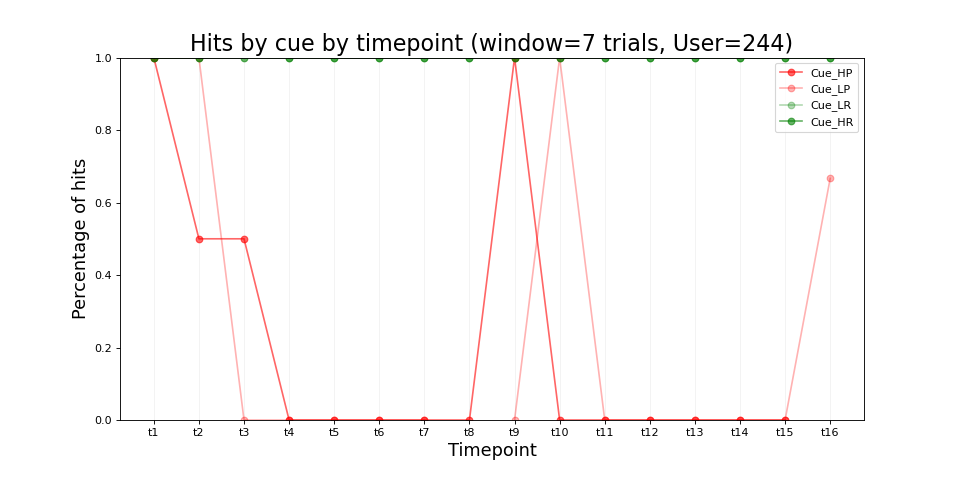 Hits by cue by timepoint (window=7 trials, User=244)
Percentage of hits
1.0
0.8
0.6
0.4
0.2
0.0
Cue_HP
Cue_LP
Cue_LR
Cue_HR
t1 t2 t3 t4 t5 t6 t7 t8 t9 t10 t11 t12 t13 t14 t15 t16
Timepoint